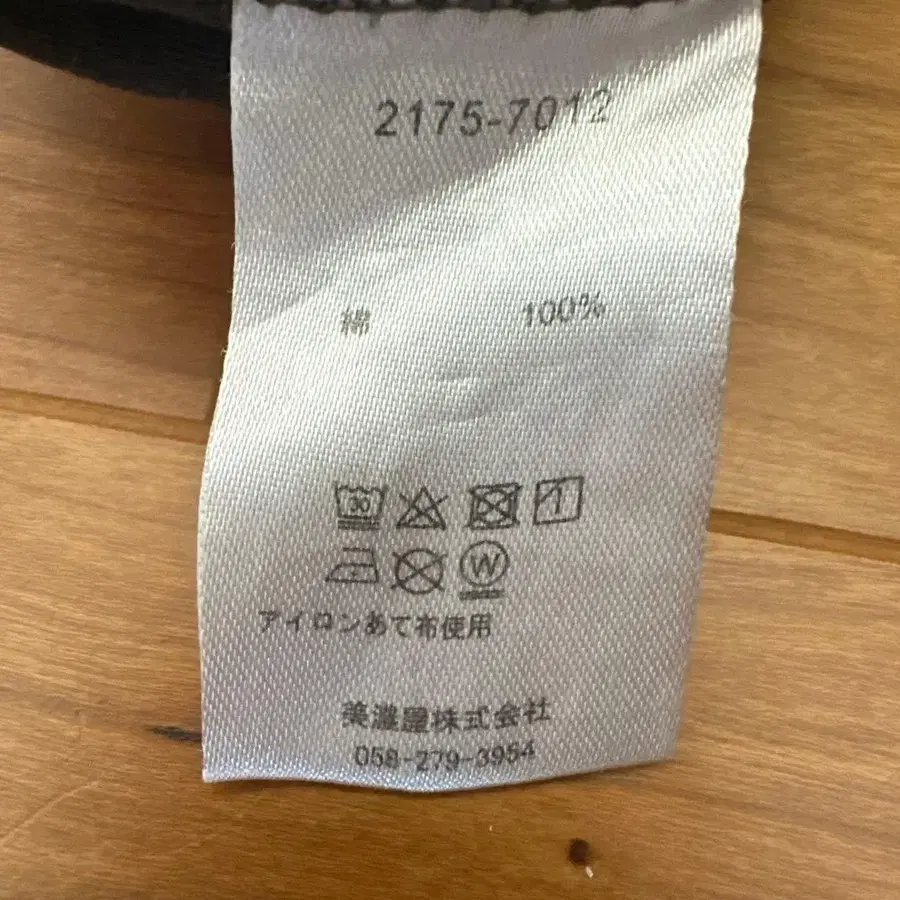 2175-7012
綿 100%
30
W
アイロンあて布使用
美濃屋株式会社
058-279-3954